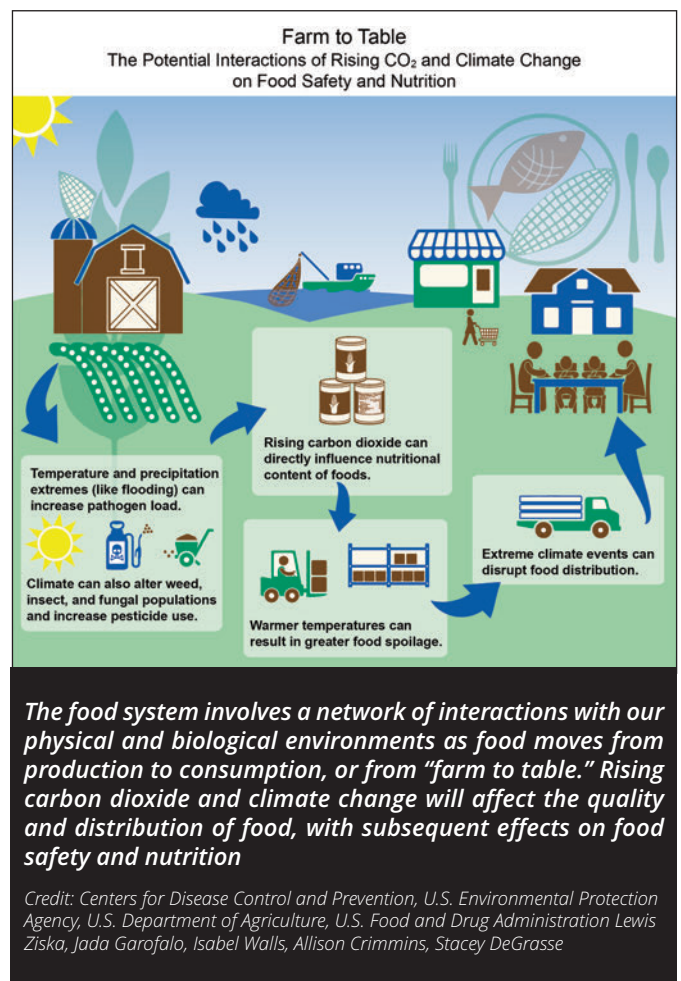 Farm to Table
The Potential Interactions of Rising CO₂ and Climate Change
on Food Safety and Nutrition
Temperature and precipitation
extremes (like flooding) can
increase pathogen load.
Climate can also alter weed,
insect, and fungal populations
and increase pesticide use.
Rising carbon dioxide can
directly influence nutritional
content of foods.
Warmer temperatures can
result in greater food spoilage.
Extreme climate events can
disrupt food distribution.
The food system involves a network of interactions with our
physical and biological environments as food moves from
production to consumption, or from “farm to table.” Rising
carbon dioxide and climate change will affect the quality
and distribution of food, with subsequent effects on food
safety and nutrition
Credit: Centers for Disease Control and Prevention, U.S. Environmental Protection
Agency, U.S. Department of Agriculture, U.S. Food and Drug Administration Lewis
Ziska, Jada Garofalo, Isabel Walls, Allison Crimmins, Stacey DeGrasse